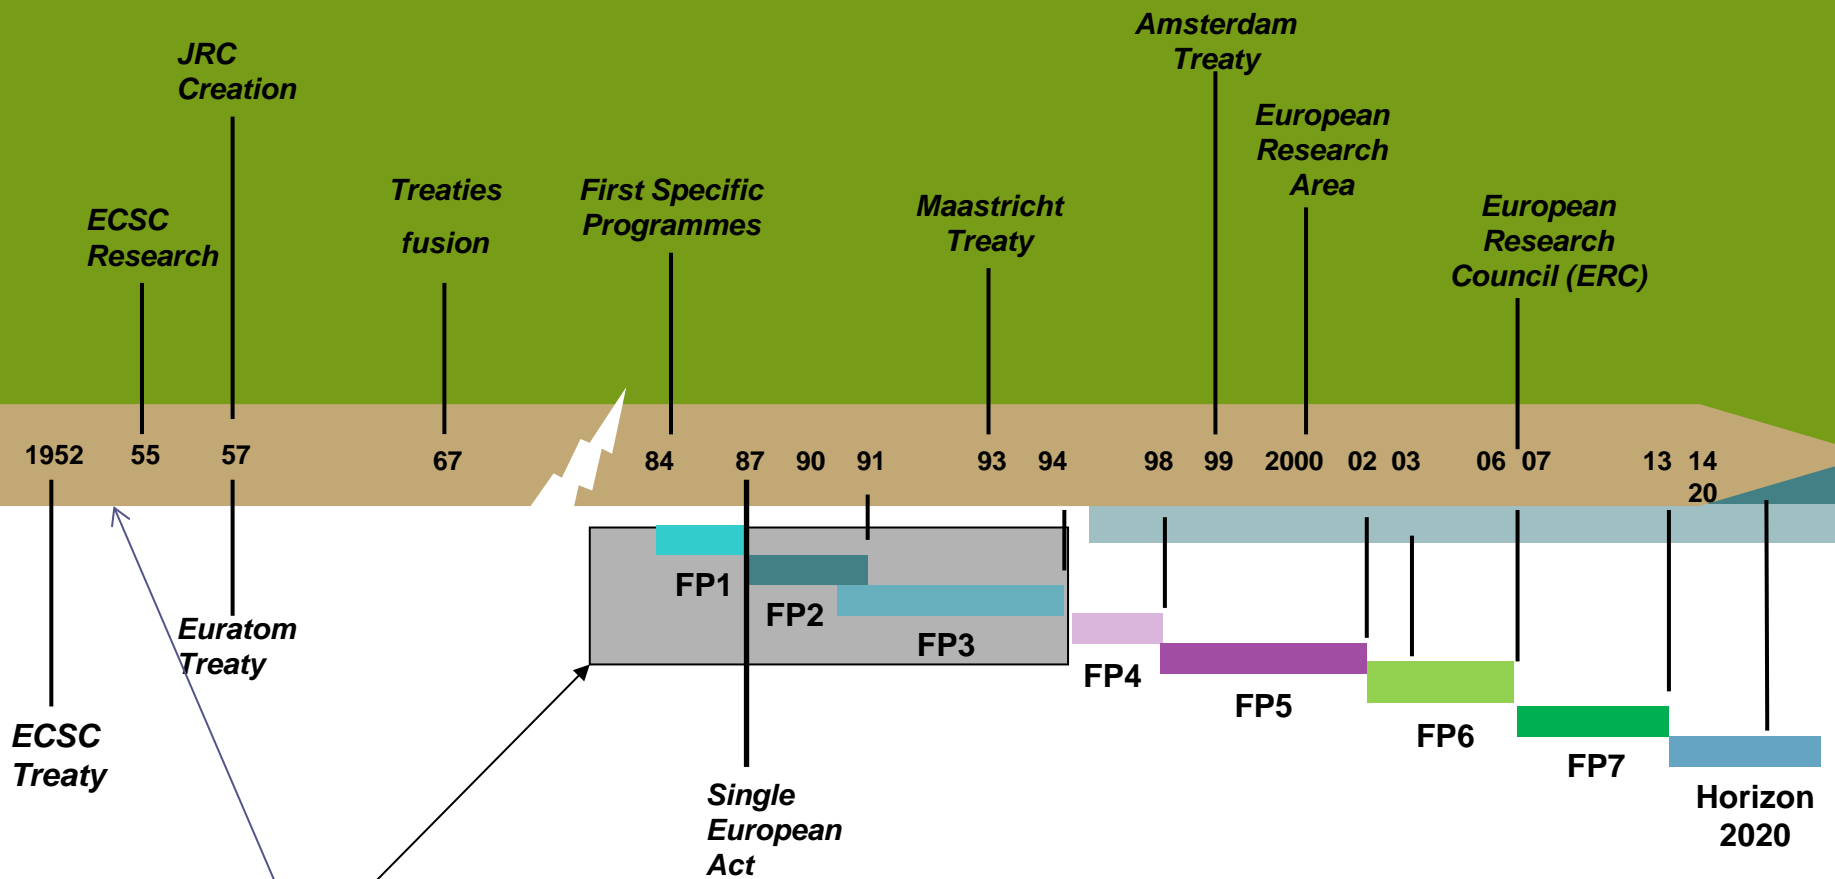 JRC
Creation
Amsterdam
Treaty
European
Research
Area
ECSC
Research
Treaties
fusion
First Specific
Programmes
Maastricht
Treaty
European
Research
Council (ERC)
1952 55 57 67 84 87 90 91 93 94 98 99 2000 02 03 06 07 13 14
20
FP1
FP2
FP3
FP4
FP5
FP6
FP7
Horizon
2020
Euratom
Treaty
ECSC
Treaty
Single
European
Act